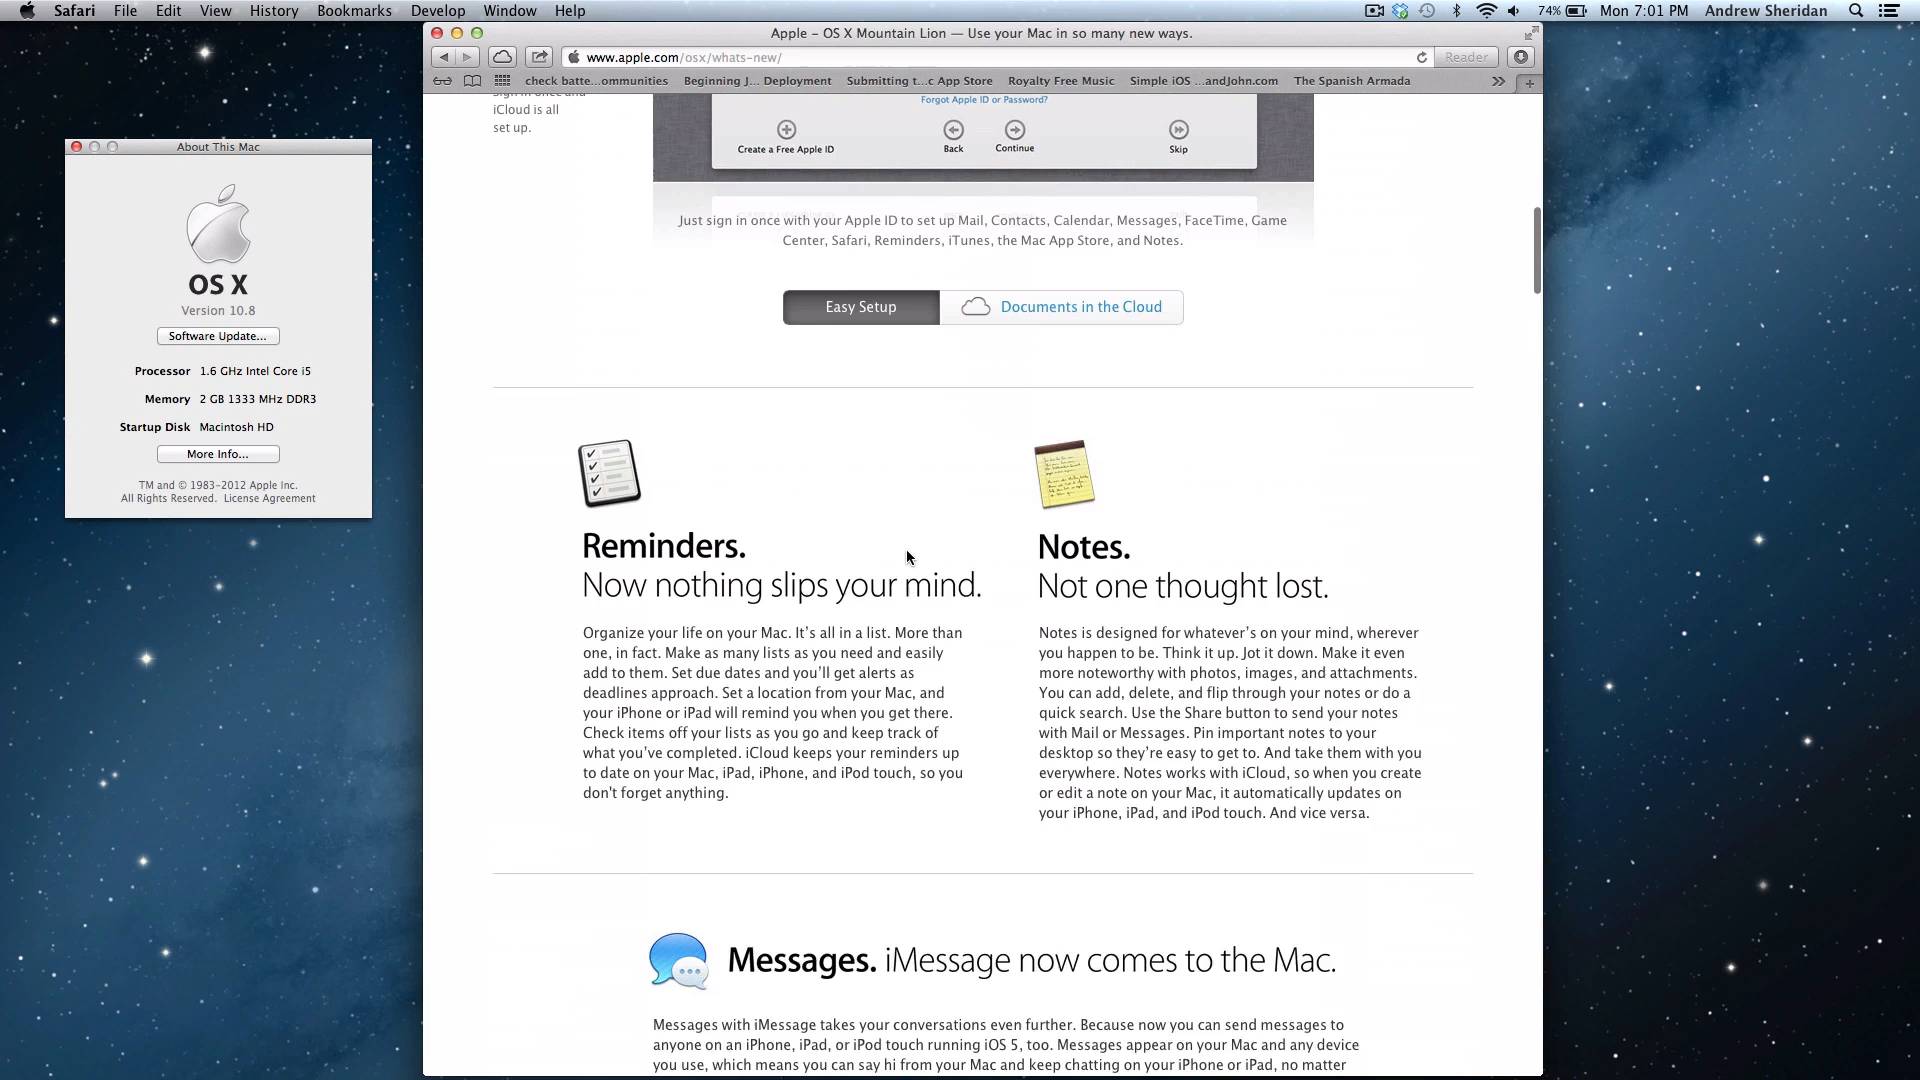 Safari File Edit View History Bookmarks Develop Window Help
74% Mon 7:01 PM Andrew Sheridan
Apple – OS X Mountain Lion — Use your Mac in so many new ways.
www.apple.com/osx/whats-new/
Reader
check batte...ommunities Beginning J... Deployment Submitting t...c App Store Royalty Free Music Simple iOS ...andJohn.com The Spanish Armada
About This Mac
OS X
Version 10.8
Software Update...
Processor 1.6 GHz Intel Core i5
Memory 2 GB 1333 MHz DDR3
Startup Disk Macintosh HD
More Info...
TM and © 1983–2012 Apple Inc.
All Rights Reserved. License Agreement
Sign in once and
iCloud is all
set up.
Forgot Apple ID or Password?
Create a Free Apple ID Back Continue Skip
Just sign in once with your Apple ID to set up Mail, Contacts, Calendar, Messages, FaceTime, Game
Center, Safari, Reminders, iTunes, the Mac App Store, and Notes.
Easy Setup Documents in the Cloud
Reminders.
Now nothing slips your mind.
Organize your life on your Mac. It’s all in a list. More than
one, in fact. Make as many lists as you need and easily
add to them. Set due dates and you’ll get alerts as
deadlines approach. Set a location from your Mac, and
your iPhone or iPad will remind you when you get there.
Check items off your lists as you go and keep track of
what you’ve completed. iCloud keeps your reminders up
to date on your Mac, iPad, iPhone, and iPod touch, so you
don't forget anything.
Notes.
Not one thought lost.
Notes is designed for whatever’s on your mind, wherever
you happen to be. Think it up. Jot it down. Make it even
more noteworthy with photos, images, and attachments.
You can add, delete, and flip through your notes or do a
quick search. Use the Share button to send your notes
with Mail or Messages. Pin important notes to your
desktop so they’re easy to get to. And take them with you
everywhere. Notes works with iCloud, so when you create
or edit a note on your Mac, it automatically updates on
your iPhone, iPad, and iPod touch. And vice versa.
Messages. iMessage now comes to the Mac.
Messages with iMessage takes your conversations even further. Because now you can send messages to
anyone on an iPhone, iPad, or iPod touch running iOS 5, too. Messages appear on your Mac and any device
you use, which means you can say hi from your Mac and keep chatting on your iPhone or iPad, no matter